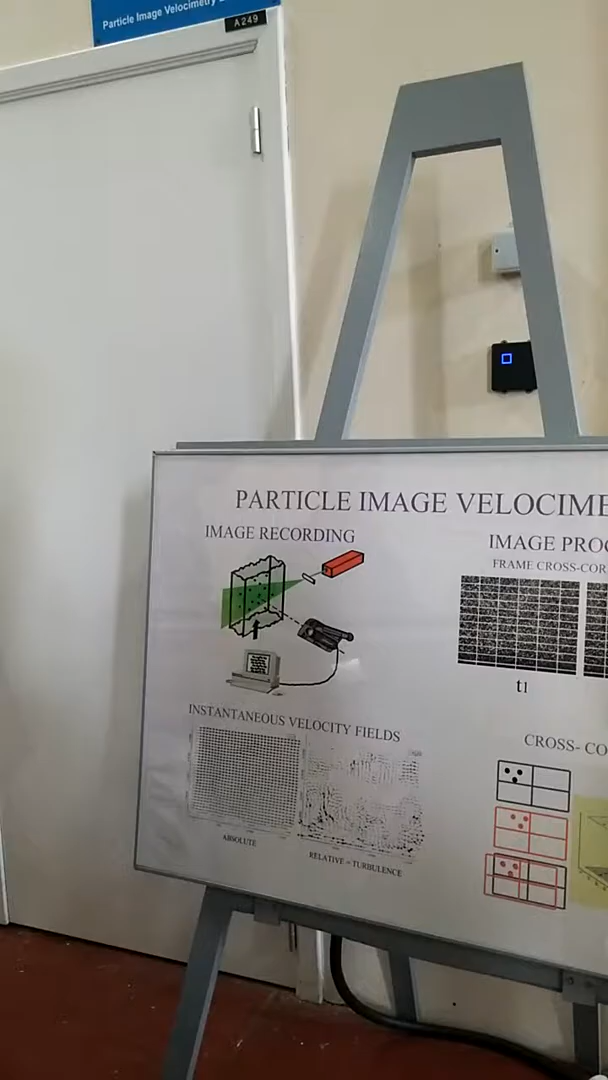 Particle Image Velocimetry
A249
PARTICLE IMAGE VELOCIME
IMAGE RECORDING
IMAGE PROC
FRAME CROSS-COR
t1
INSTANTANEOUS VELOCITY FIELDS
CROSS- CO
ABSOLUTE
RELATIVE = TURBULENCE